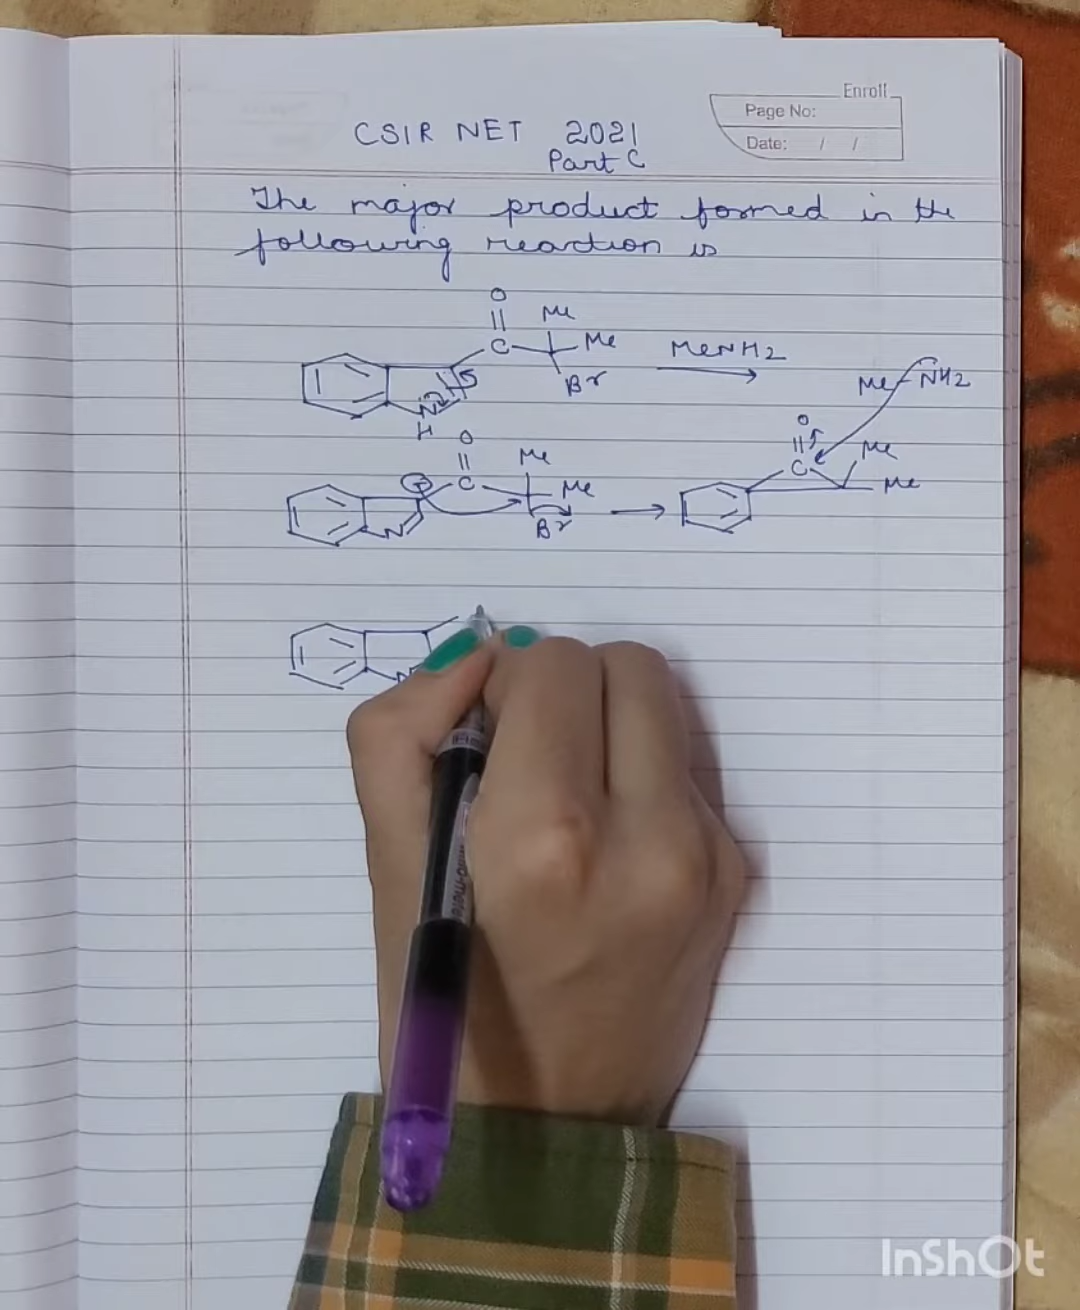 Enroll
Page No:
Date: / /
CSIR NET 2021
Part C
The major product formed in the
following reaction is
O
C
Me
Me
Br
N
H
MeNH2
Me-NH2
O
C
Me
Me
Br
N
O
C
Me
Me
N
InShOt